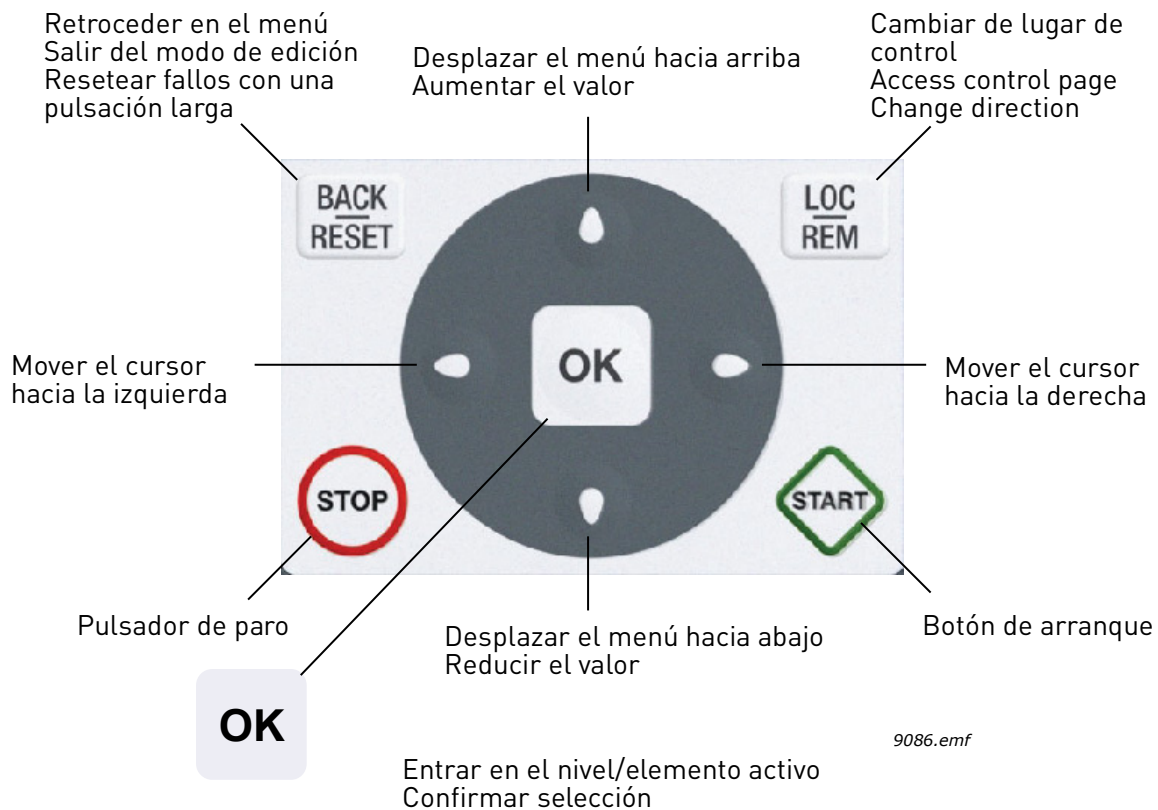 Retroceder en el menú
Salir del modo de edición
Resetear fallos con una
pulsación larga
Desplazar el menú hacia arriba
Aumentar el valor
Cambiar de lugar de
control
Access control page
Change direction
BACK
RESET
LOC
REM
Mover el cursor
hacia la izquierda
OK
Mover el cursor
hacia la derecha
STOP
START
Pulsador de paro
Desplazar el menú hacia abajo
Reducir el valor
Botón de arranque
OK
9086.emf
Entrar en el nivel/elemento activo
Confirmar selección